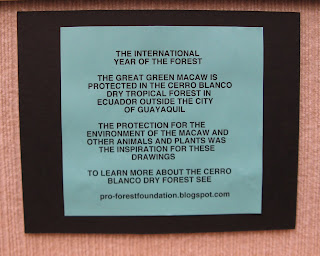 THE INTERNATIONAL
YEAR OF THE FOREST
THE GREAT GREEN MACAW IS
PROTECTED IN THE CERRO BLANCO
DRY TROPICAL FOREST IN
ECUADOR OUTSIDE THE CITY
OF GUAYAQUIL
THE PROTECTION FOR THE
ENVIRONMENT OF THE MACAW AND
OTHER ANIMALS AND PLANTS WAS
THE INSPIRATION FOR THESE
DRAWINGS
TO LEARN MORE ABOUT THE CERRO
BLANCO DRY FOREST SEE
pro-forestfoundation.blogspot.com